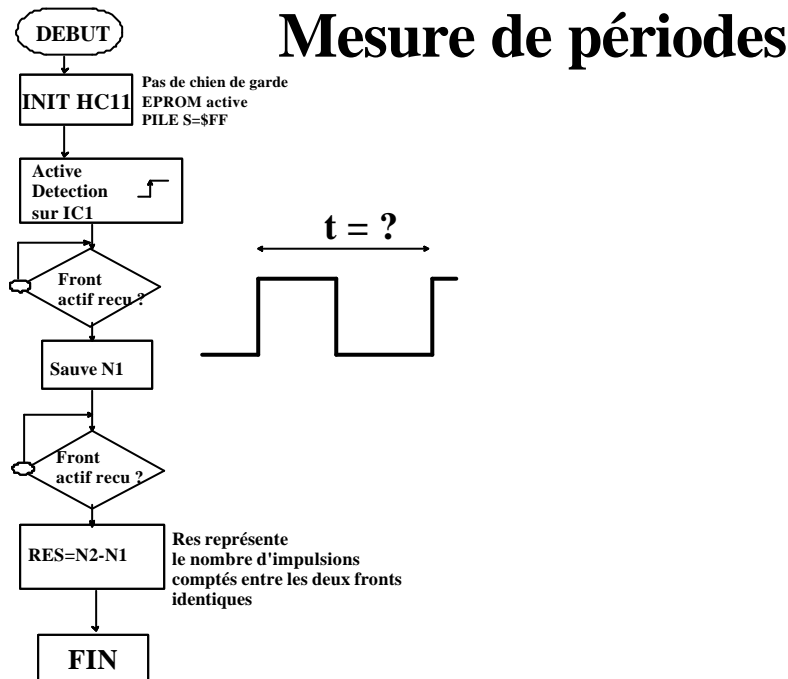 Mesure de périodes
DEBUT
INIT HC11
Pas de chien de garde
EPROM active
PILE S=$FF
Active
Detection
sur IC1
t = ?
Front
actif recu ?
Sauve N1
Front
actif recu ?
RES=N2-N1
Res représente
le nombre d'impulsions
comptés entre les deux fronts
identiques
FIN